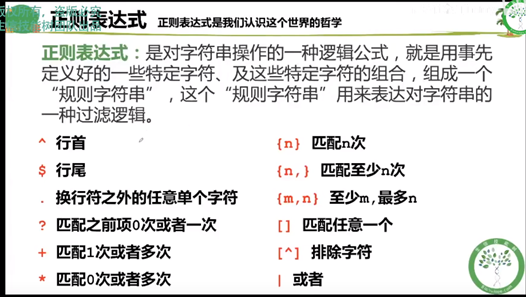 正则表达式 正则表达式是我们认识这个世界的哲学
正则表达式：是对字符串操作的一种逻辑公式，就是用事先
定义好的一些特定字符、及这些特定字符的组合，组成一个
“规则字符串”，这个“规则字符串”用来表达对字符串的
一种过滤逻辑。
^ 行首
$ 行尾
. 换行符之外的任意单个字符
? 匹配之前项0次或者一次
+ 匹配1次或者多次
* 匹配0次或者多次
{n} 匹配n次
{n,} 匹配至少n次
{m,n} 至少m,最多n
[] 匹配任意一个
[^] 排除字符
| 或者